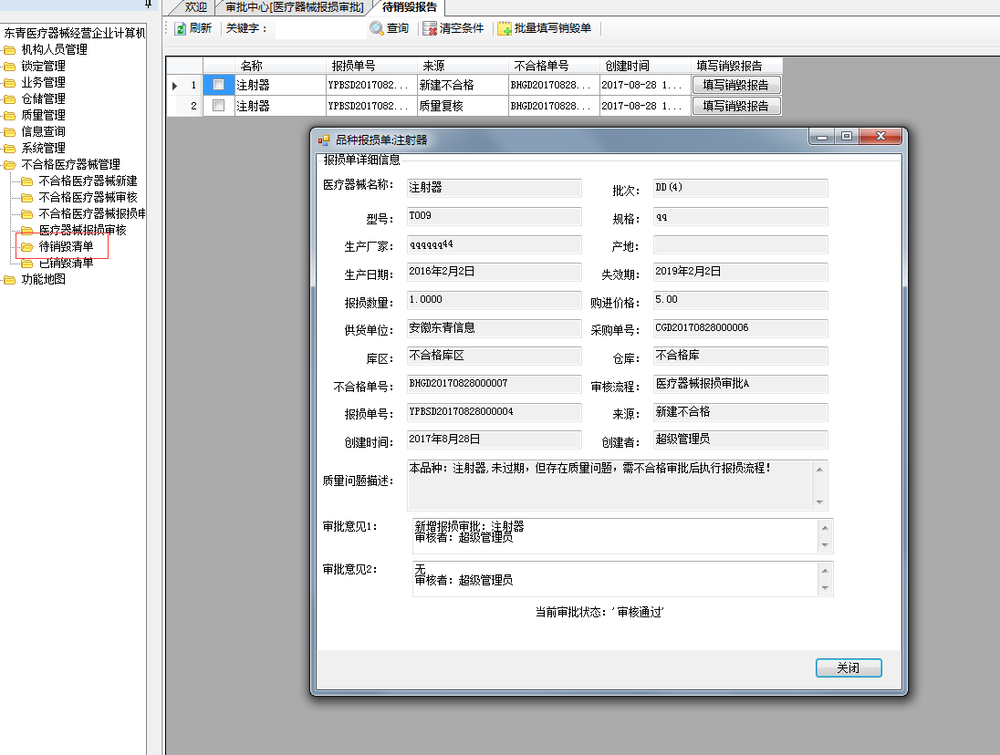 欢迎
审批中心[医疗器械报损审批]
待销毁报告
刷新
关键字：
查询
清空条件
批量填写销毁单
东青医疗器械经营企业计算机
机构人员管理
锁定管理
业务管理
仓储管理
质量管理
信息查询
系统管理
不合格医疗器械管理
不合格医疗器械新建
不合格医疗器械审核
不合格医疗器械报损申
医疗器械报损审核
待销毁清单
已销毁清单
功能地图
名称 报损单号 来源 不合格单号 创建时间 填写销毁报告
1 注射器 YPBSD2017082... 新建不合格 BHGD20170828... 2017-08-28 1... 填写销毁报告
2 注射器 YPBSD2017082... 质量复核 BHGD20170828... 2017-08-28 1... 填写销毁报告
品种报损单:注射器
报损单详细信息
医疗器械名称： 注射器 批次： DD(4)
型号： T009 规格： qq
生产厂家： qqqqqq44 产地：
生产日期： 2016年2月2日 失效期： 2019年2月2日
报损数量： 1.0000 购进价格： 5.00
供货单位： 安徽东青信息 采购单号： CGD20170828000006
库区： 不合格库区 仓库： 不合格库
不合格单号： BHGD20170828000007 审核流程： 医疗器械报损审批A
报损单号： YPBSD20170828000004 来源： 新建不合格
创建时间： 2017年8月28日 创建者： 超级管理员
质量问题描述： 本品种：注射器,未过期，但存在质量问题，需不合格审批后执行报损流程！
审批意见1： 新增报损审批：注射器
审核者：超级管理员
审批意见2： 无
审核者：超级管理员
当前审批状态：'审核通过'
关闭